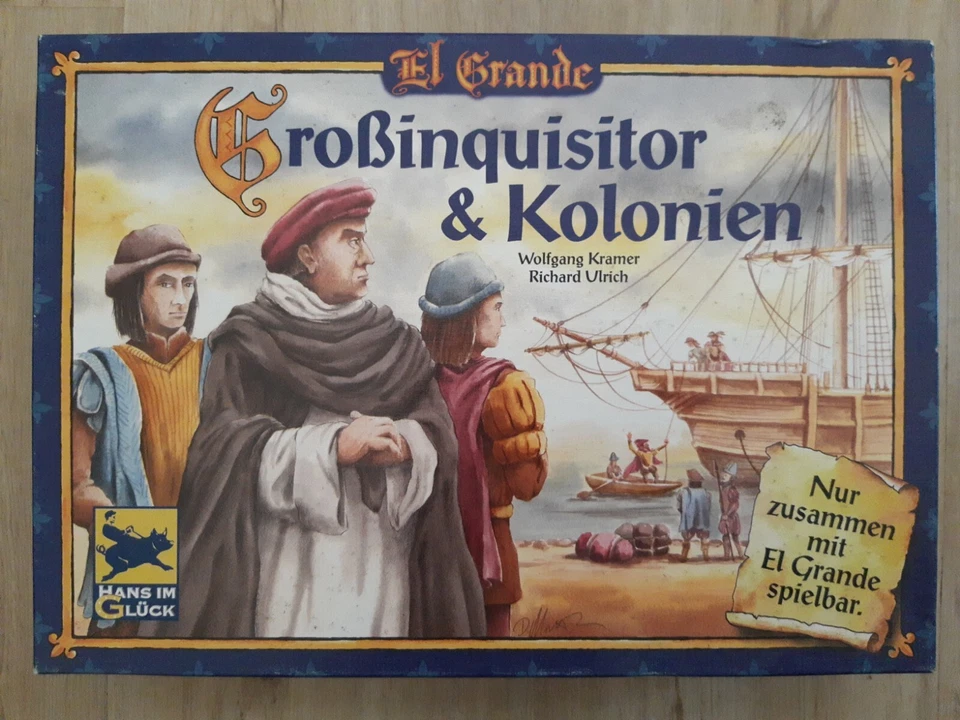 El Grande
Großinquisitor
& Kolonien
Wolfgang Kramer
Richard Ulrich
Nur
zusammen
mit
El Grande
spielbar.
HANS IM
GLÜCK